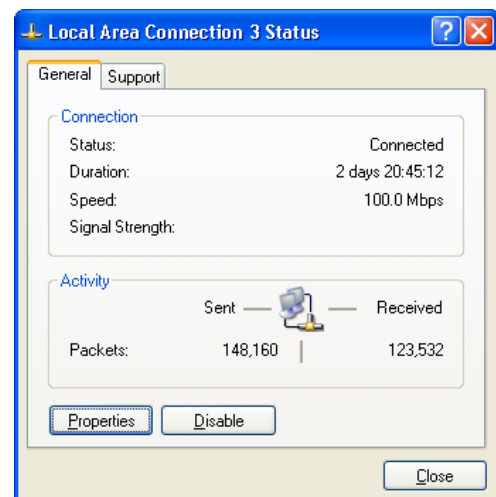 Local Area Connection 3 Status
General Support
Connection
Status: Connected
Duration: 2 days 20:45:12
Speed: 100.0 Mbps
Signal Strength:
Activity
Sent — — Received
Packets: 148,160 | 123,532
Properties Disable
Close